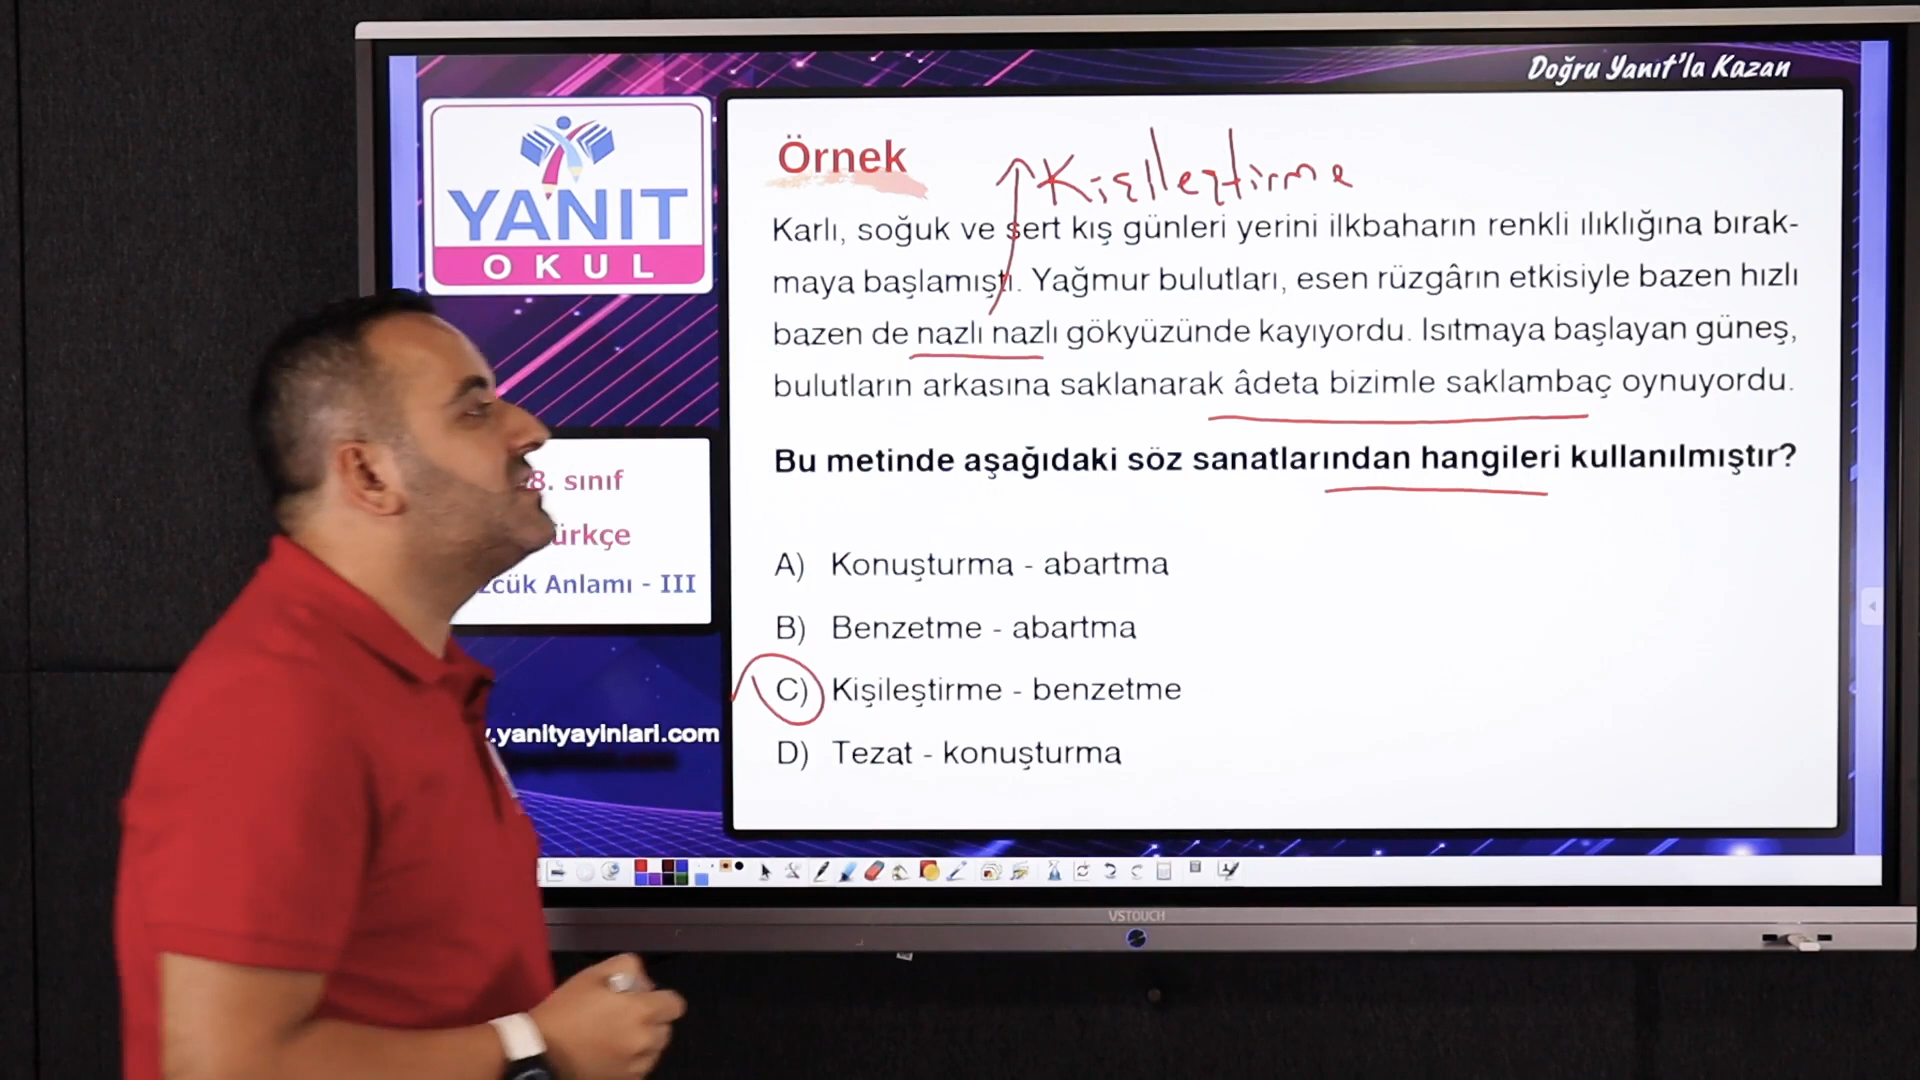 Doğru Yanıt'la Kazan
YANIT
OKUL
8. sınıf
ürkçe
zcük Anlamı - III
.yanityayinlari.com
Örnek
Kişileştirme
Karlı, soğuk ve sert kış günleri yerini ilkbaharın renkli ılıklığına bırak-
maya başlamıştı. Yağmur bulutları, esen rüzgârın etkisiyle bazen hızlı
bazen de nazlı nazlı gökyüzünde kayıyordu. Isıtmaya başlayan güneş,
bulutların arkasına saklanarak âdeta bizimle saklambaç oynuyordu.
Bu metinde aşağıdaki söz sanatlarından hangileri kullanılmıştır?
A) Konuşturma - abartma
B) Benzetme - abartma
C) Kişileştirme - benzetme
D) Tezat - konuşturma
VSTOUCH